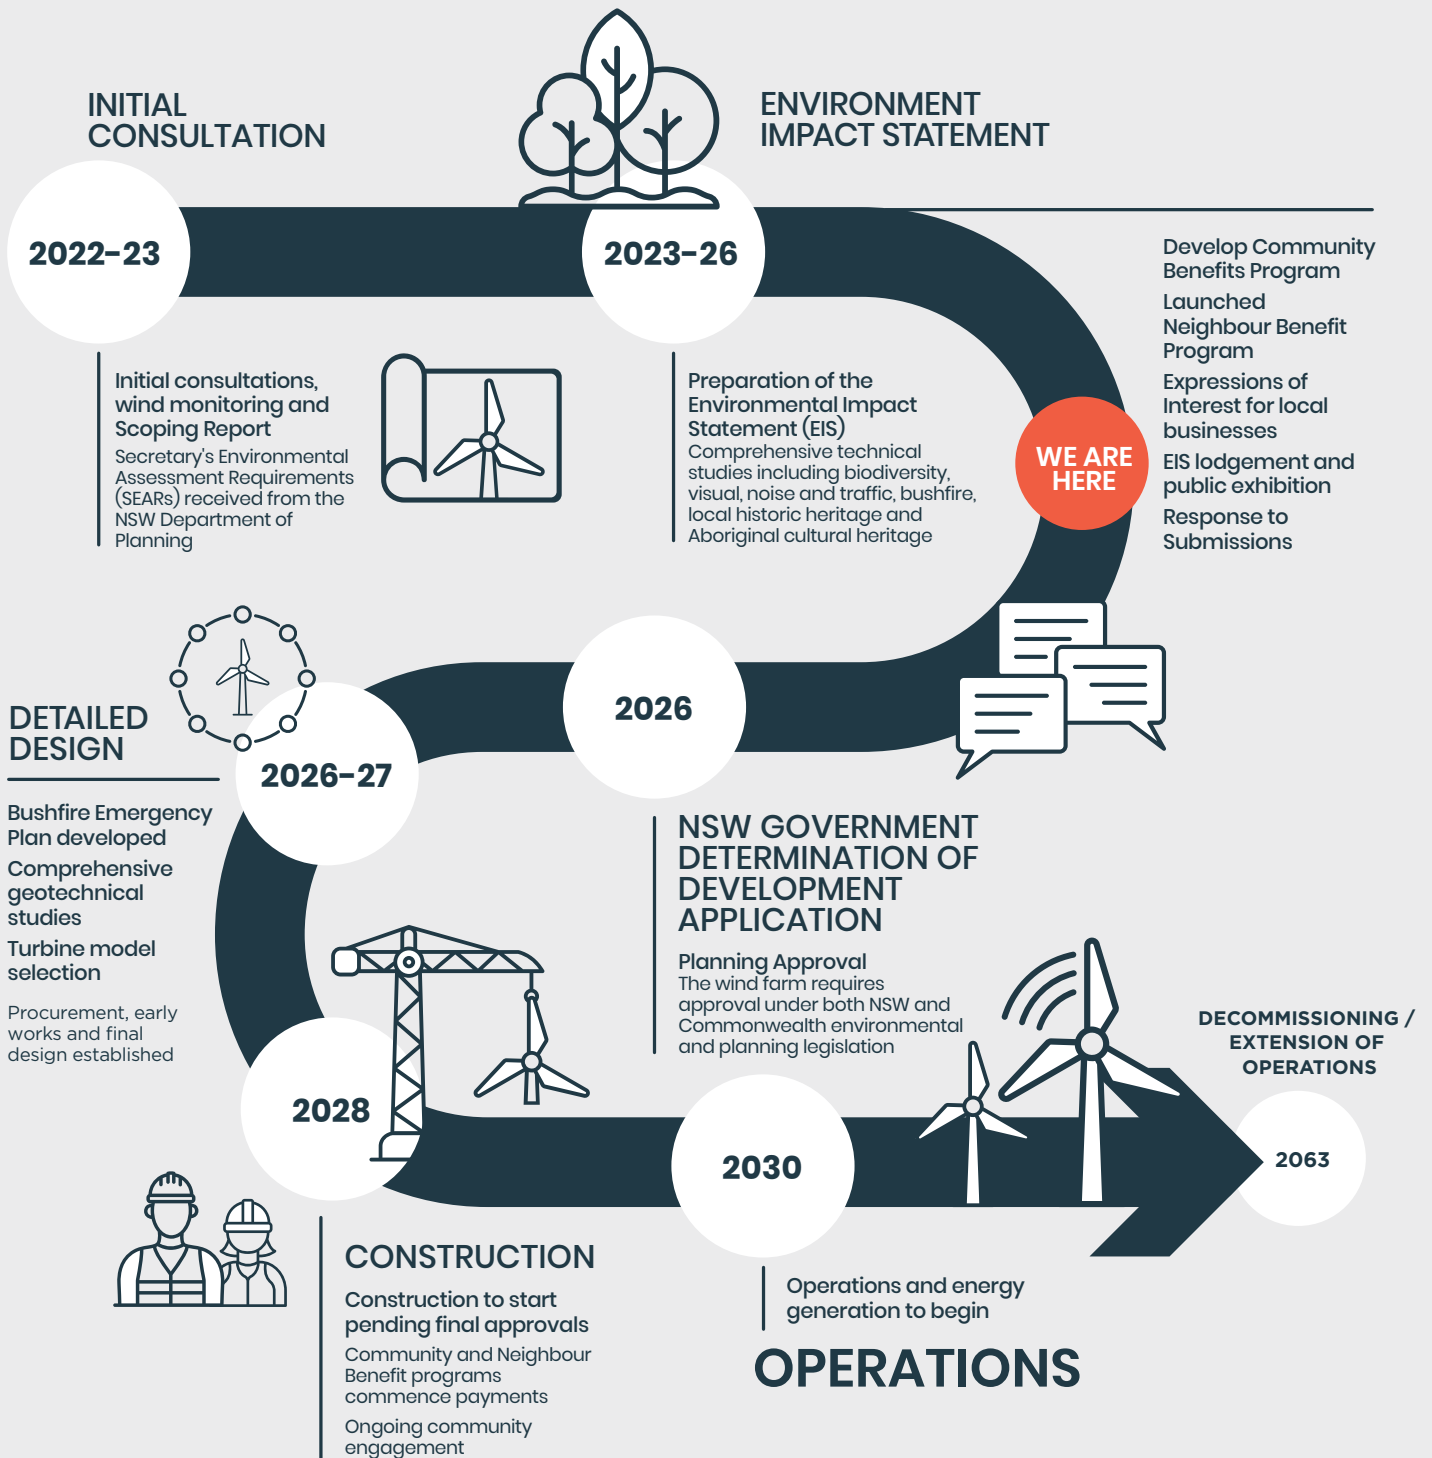 INITIAL
CONSULTATION
2022-23
Initial consultations,
wind monitoring and
Scoping Report
Secretary's Environmental
Assessment Requirements
(SEARs) received from the
NSW Department of
Planning
ENVIRONMENT
IMPACT STATEMENT
2023-26
Preparation of the
Environmental Impact
Statement (EIS)
Comprehensive technical
studies including biodiversity,
visual, noise and traffic, bushfire,
local historic heritage and
Aboriginal cultural heritage
WE ARE
HERE
Develop Community
Benefits Program
Launched
Neighbour Benefit
Program
Expressions of
Interest for local
businesses
EIS lodgement and
public exhibition
Response to
Submissions
2026
NSW GOVERNMENT
DETERMINATION OF
DEVELOPMENT
APPLICATION
Planning Approval
The wind farm requires
approval under both NSW and
Commonwealth environmental
and planning legislation
DETAILED
DESIGN
2026-27
Bushfire Emergency
Plan developed
Comprehensive
geotechnical
studies
Turbine model
selection
Procurement, early
works and final
design established
2028
CONSTRUCTION
Construction to start
pending final approvals
Community and Neighbour
Benefit programs
commence payments
Ongoing community
engagement
2030
Operations and energy
generation to begin
OPERATIONS
DECOMMISSIONING /
EXTENSION OF
OPERATIONS
2063